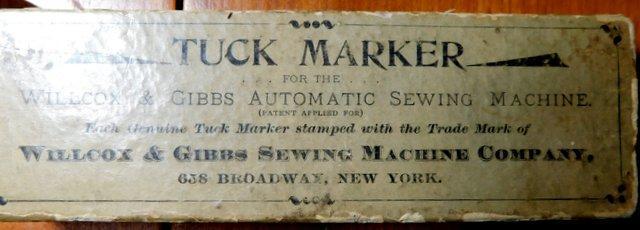 TUCK MARKER
. . . FOR THE . . .
WILLCOX & GIBBS AUTOMATIC SEWING MACHINE.
(PATENT APPLIED FOR)
Each Genuine Tuck Marker stamped with the Trade Mark of
WILLCOX & GIBBS SEWING MACHINE COMPANY,
658 BROADWAY, NEW YORK.